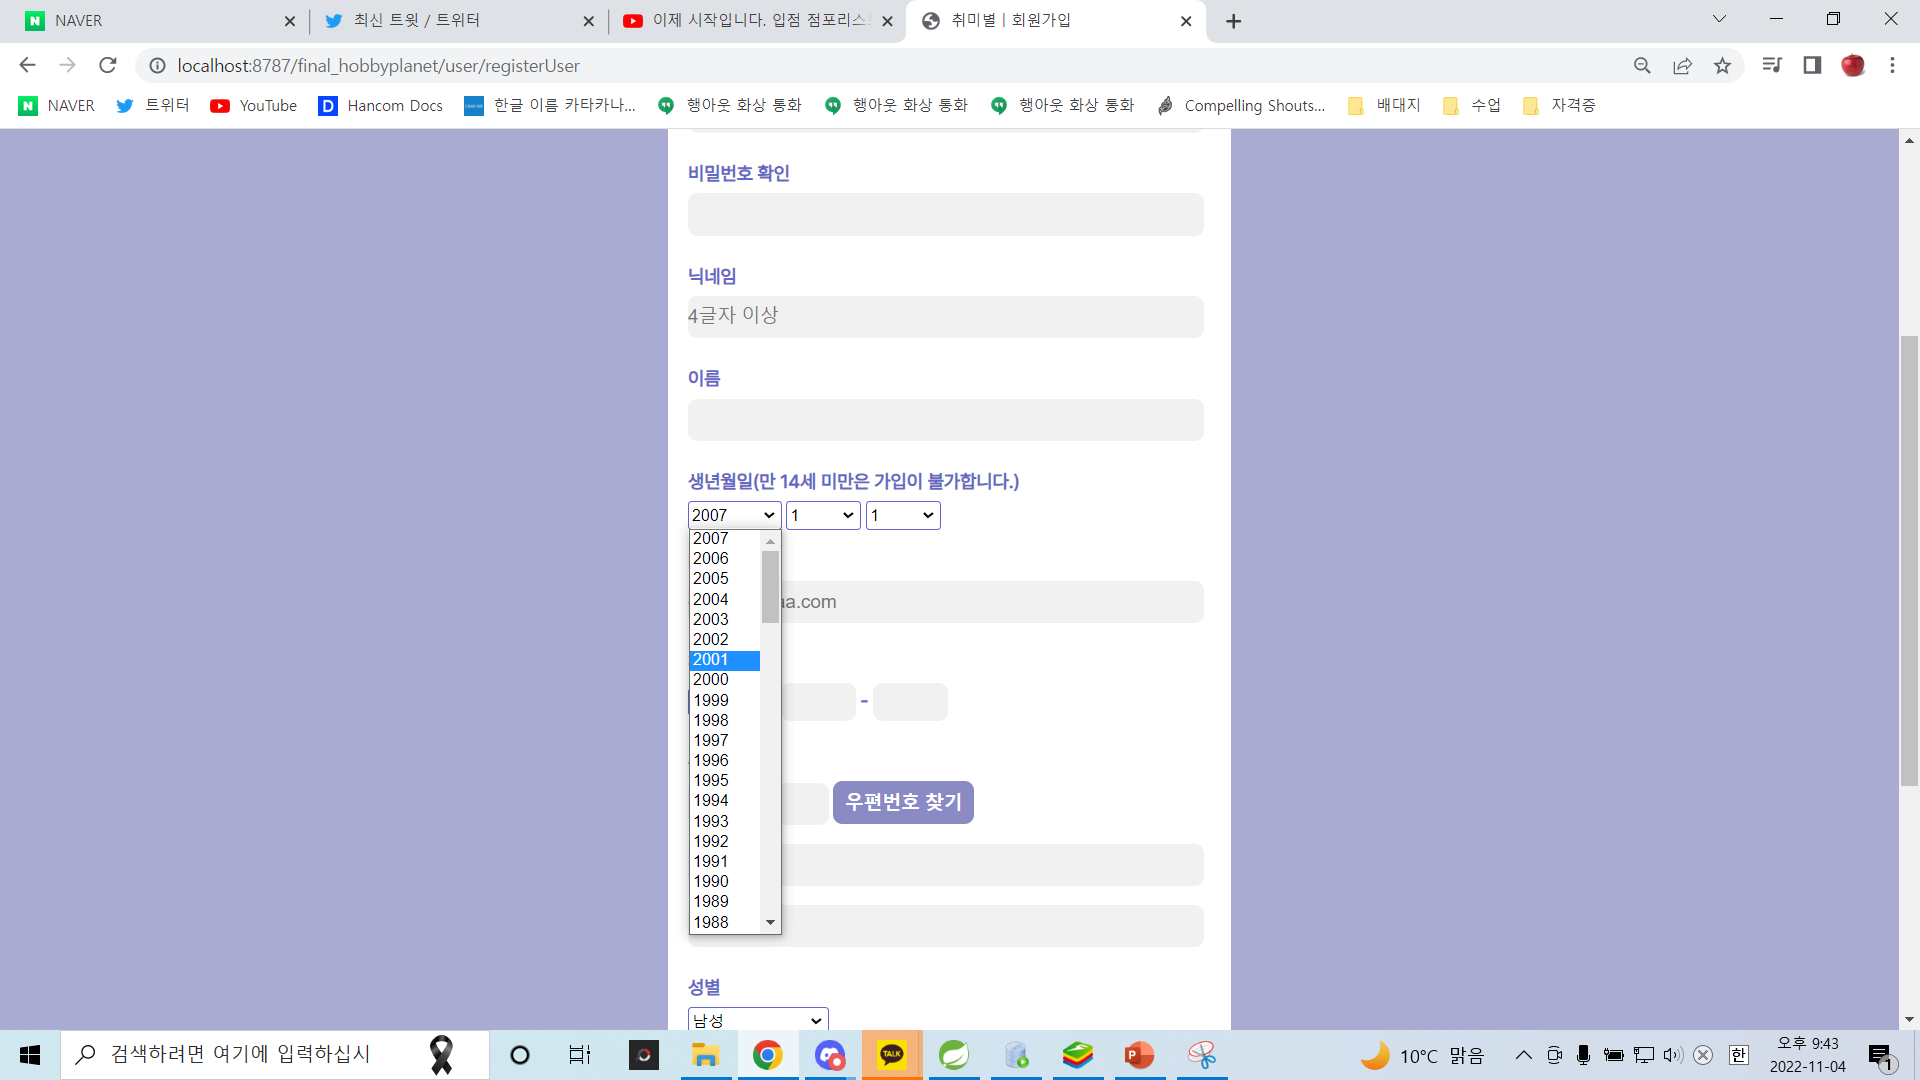 NAVER
최신 트윗 / 트위터
이제 시작입니다. 입점 점포리스
취미별 | 회원가입
localhost:8787/final_hobbyplanet/user/registerUser
NAVER
트위터
YouTube
Hancom Docs
한글 이름 카타카나...
행아웃 화상 통화
행아웃 화상 통화
행아웃 화상 통화
Compelling Shouts...
배대지
수업
자격증
비밀번호 확인
닉네임
4글자 이상
이름
생년월일(만 14세 미만은 가입이 불가합니다.)
2007 1 1
2007
2006
2005
2004
2003
2002
2001
2000
1999
1998
1997
1996
1995
1994
1993
1992
1991
1990
1989
1988
a.com
-
우편번호 찾기
성별
남성
검색하려면 여기에 입력하십시
TALK
10°C 맑음
한
오후 9:43
2022-11-04
1